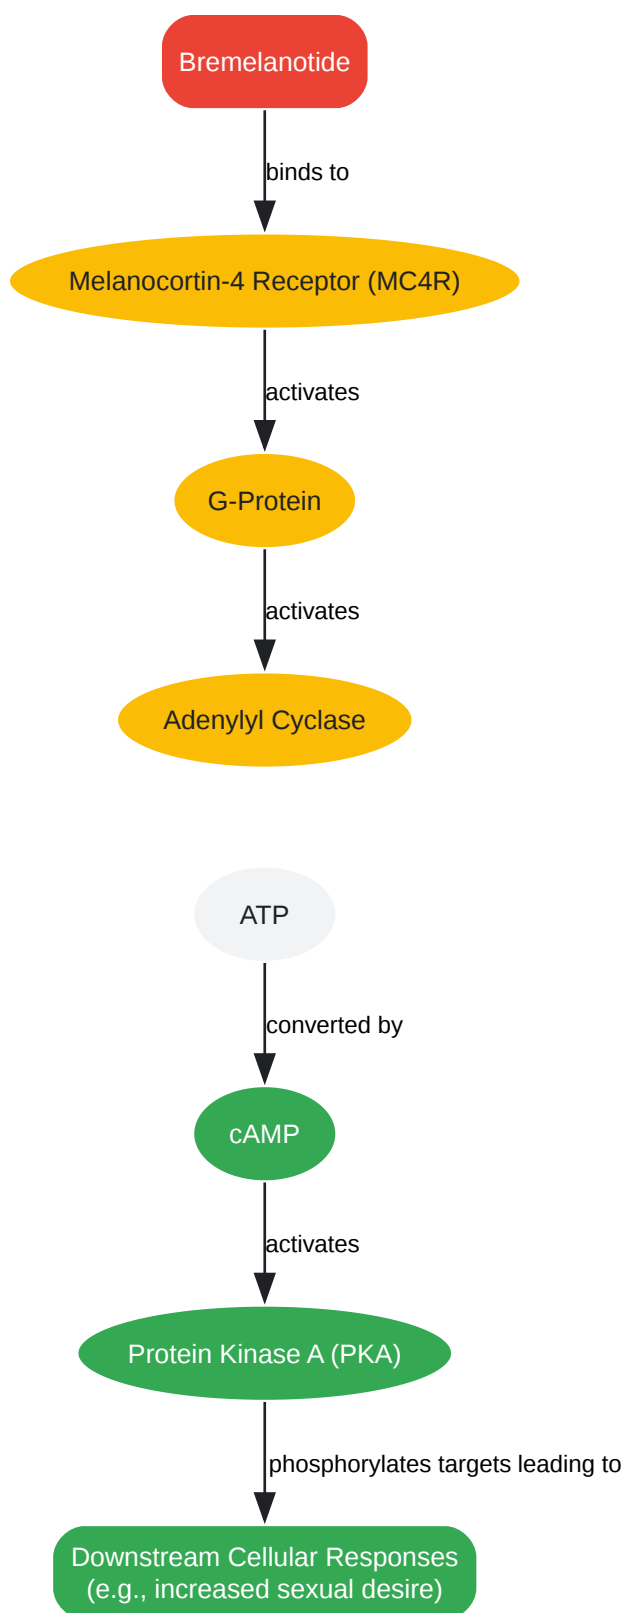 Bremelanotide
binds to
Melanocortin-4 Receptor (MC4R)
activates
G-Protein
activates
Adenylyl Cyclase
ATP
converted by
cAMP
activates
Protein Kinase A (PKA)
phosphorylates targets leading to
Downstream Cellular Responses
(e.g., increased sexual desire)